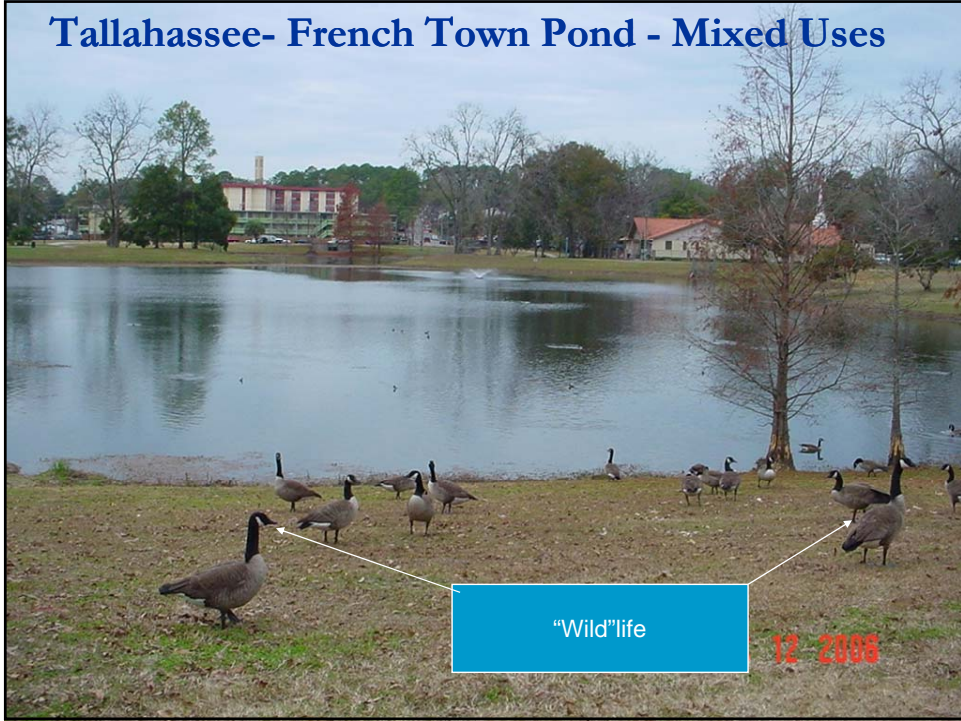 Tallahassee- French Town Pond - Mixed Uses
“Wild”life
12 2006